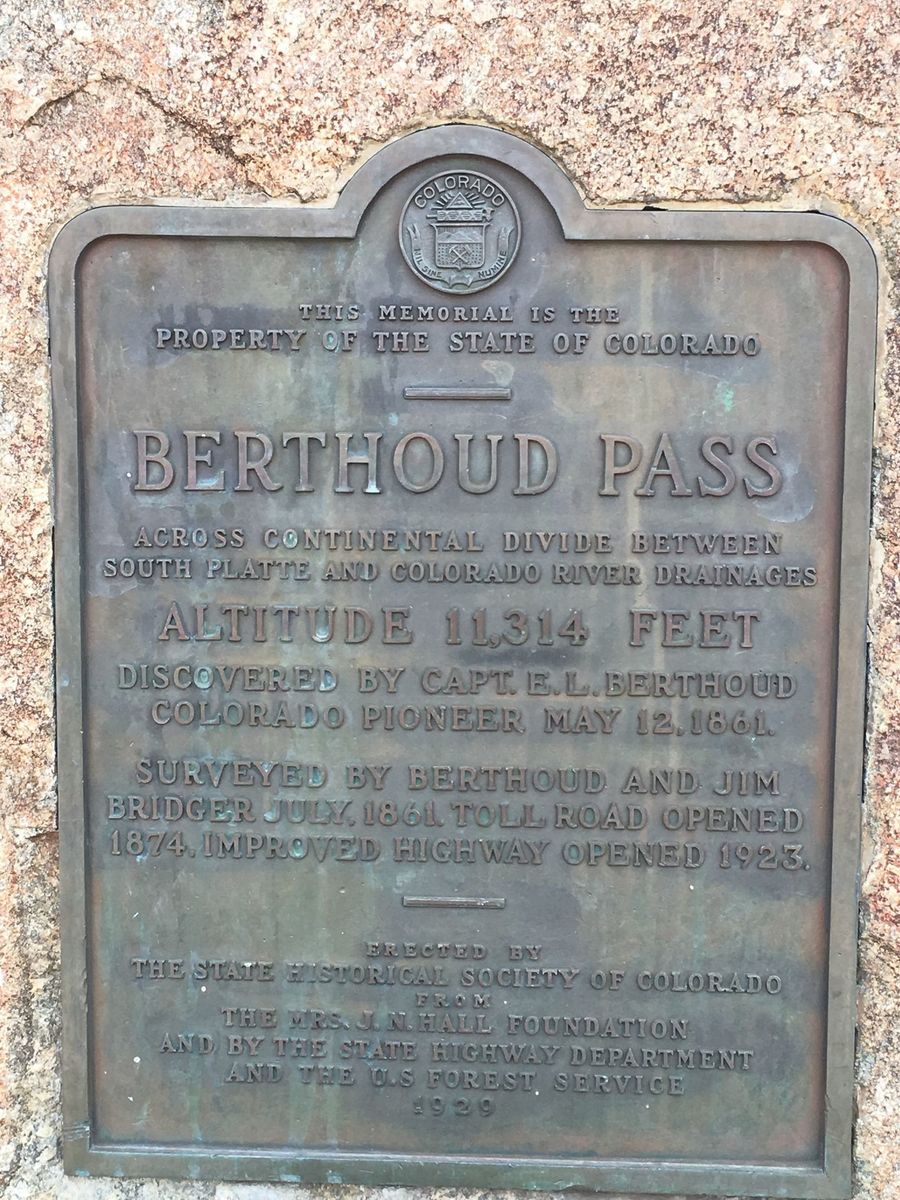 COLORADO
NIL SINE NUMINE
THIS MEMORIAL IS THE
PROPERTY OF THE STATE OF COLORADO
BERTHOUD PASS
ACROSS CONTINENTAL DIVIDE BETWEEN
SOUTH PLATTE AND COLORADO RIVER DRAINAGES
ALTITUDE 11,314 FEET
DISCOVERED BY CAPT. E.L. BERTHOUD
COLORADO PIONEER MAY 12, 1861.
SURVEYED BY BERTHOUD AND JIM
BRIDGER JULY, 1861. TOLL ROAD OPENED
1874. IMPROVED HIGHWAY OPENED 1923.
ERECTED BY
THE STATE HISTORICAL SOCIETY OF COLORADO
FROM
THE MRS. J. N. HALL FOUNDATION
AND BY THE STATE HIGHWAY DEPARTMENT
AND THE U.S FOREST SERVICE
1929